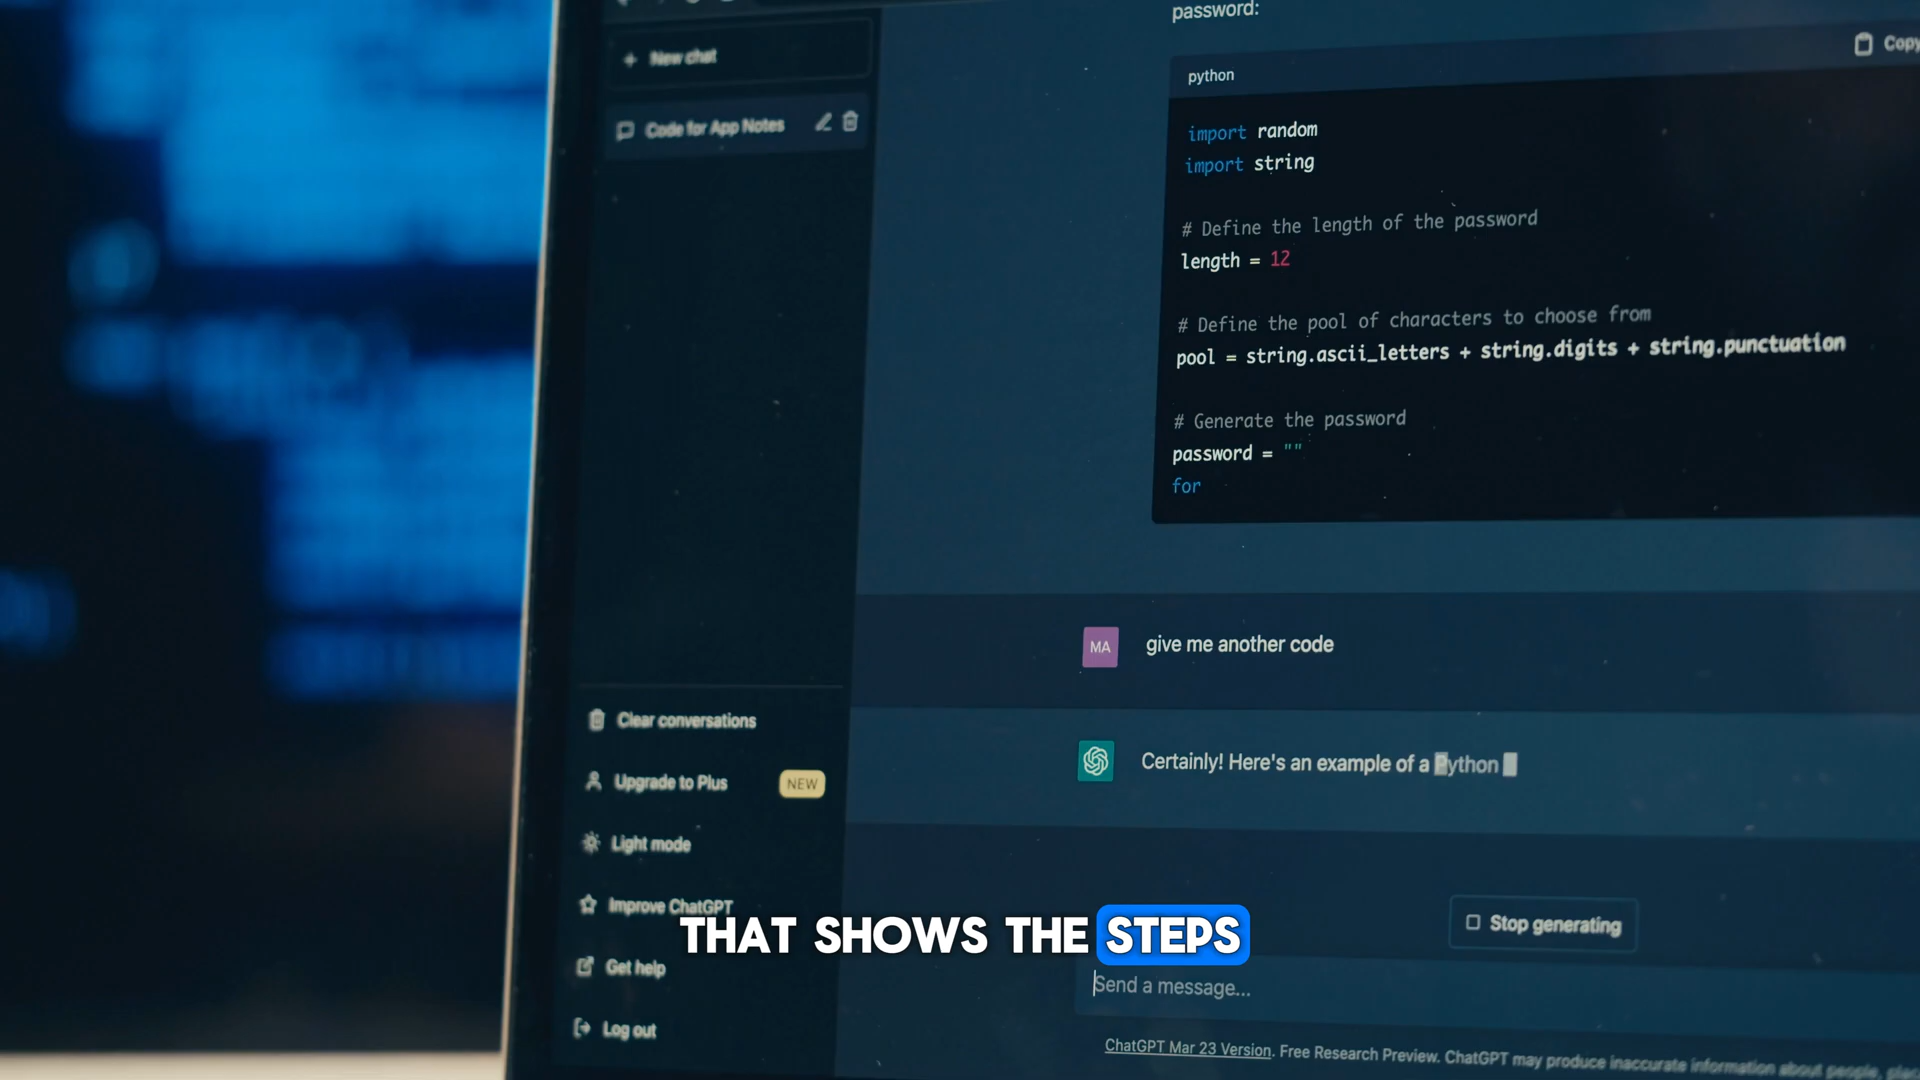 New chat
Code for App Notes
Clear conversations
Upgrade to Plus
NEW
Light mode
Improve ChatGPT
Get help
Log out
password:
Copy
python
import random
import string
# Define the length of the password
length = 12
# Define the pool of characters to choose from
pool = string.ascii_letters + string.digits + string.punctuation
# Generate the password
password = ""
for
MA
give me another code
Certainly! Here's an example of a Python
Stop generating
THAT SHOWS THE STEPS
Send a message...
ChatGPT Mar 23 Version. Free Research Preview. ChatGPT may produce inaccurate information about people,